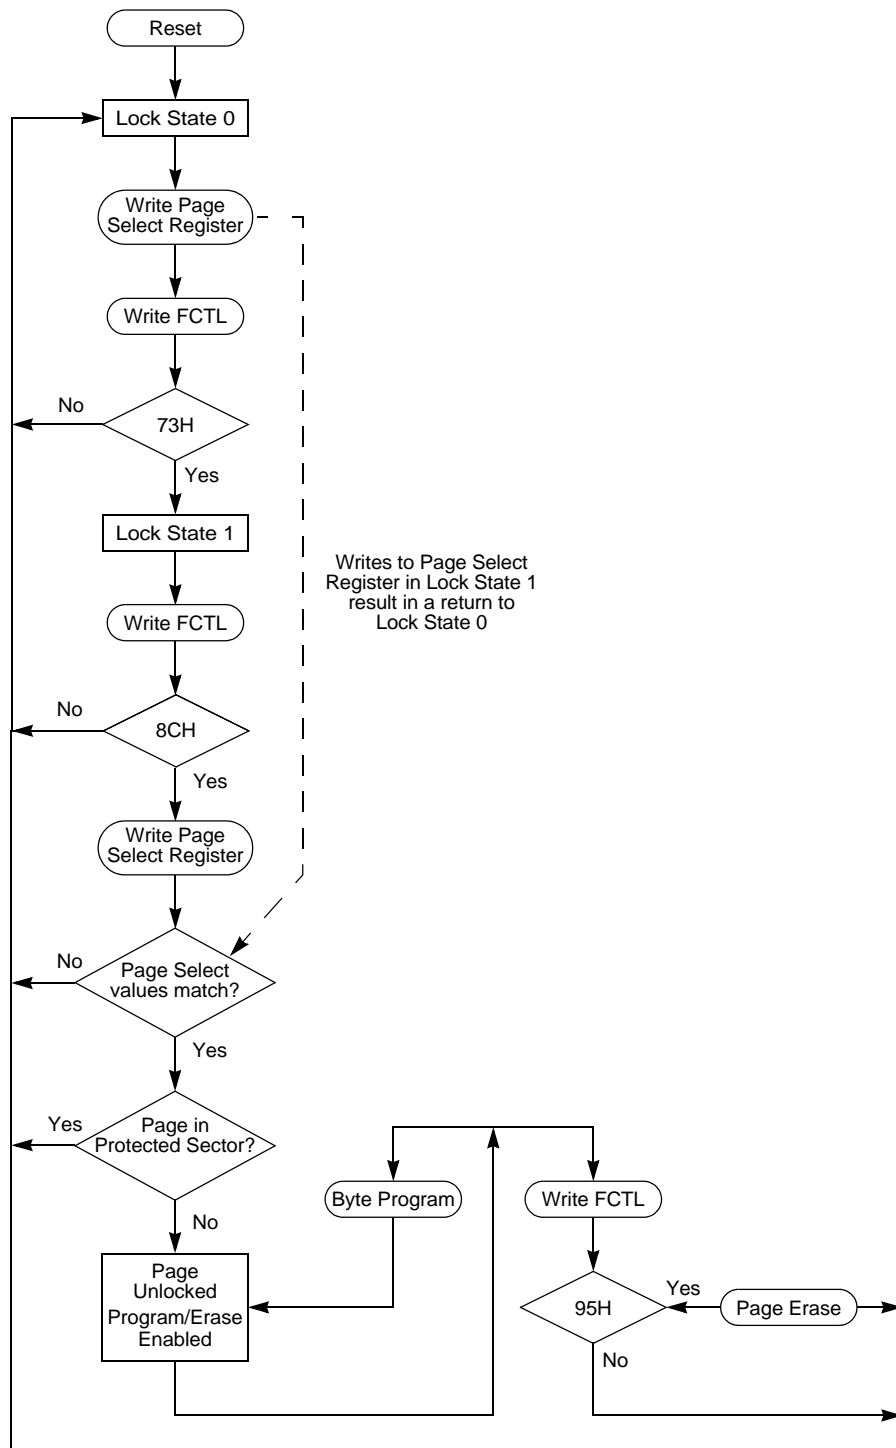 Reset
Lock State 0
Write Page
Select Register
Write FCTL
No
73H
Yes
Lock State 1
Writes to Page Select
Register in Lock State 1
result in a return to
Lock State 0
Write FCTL
No
8CH
Yes
Write Page
Select Register
No
Page Select
values match?
Yes
Yes
Page in
Protected Sector?
No
Byte Program
Write FCTL
Page
Unlocked
Program/Erase
Enabled
95H
Yes
Page Erase
No